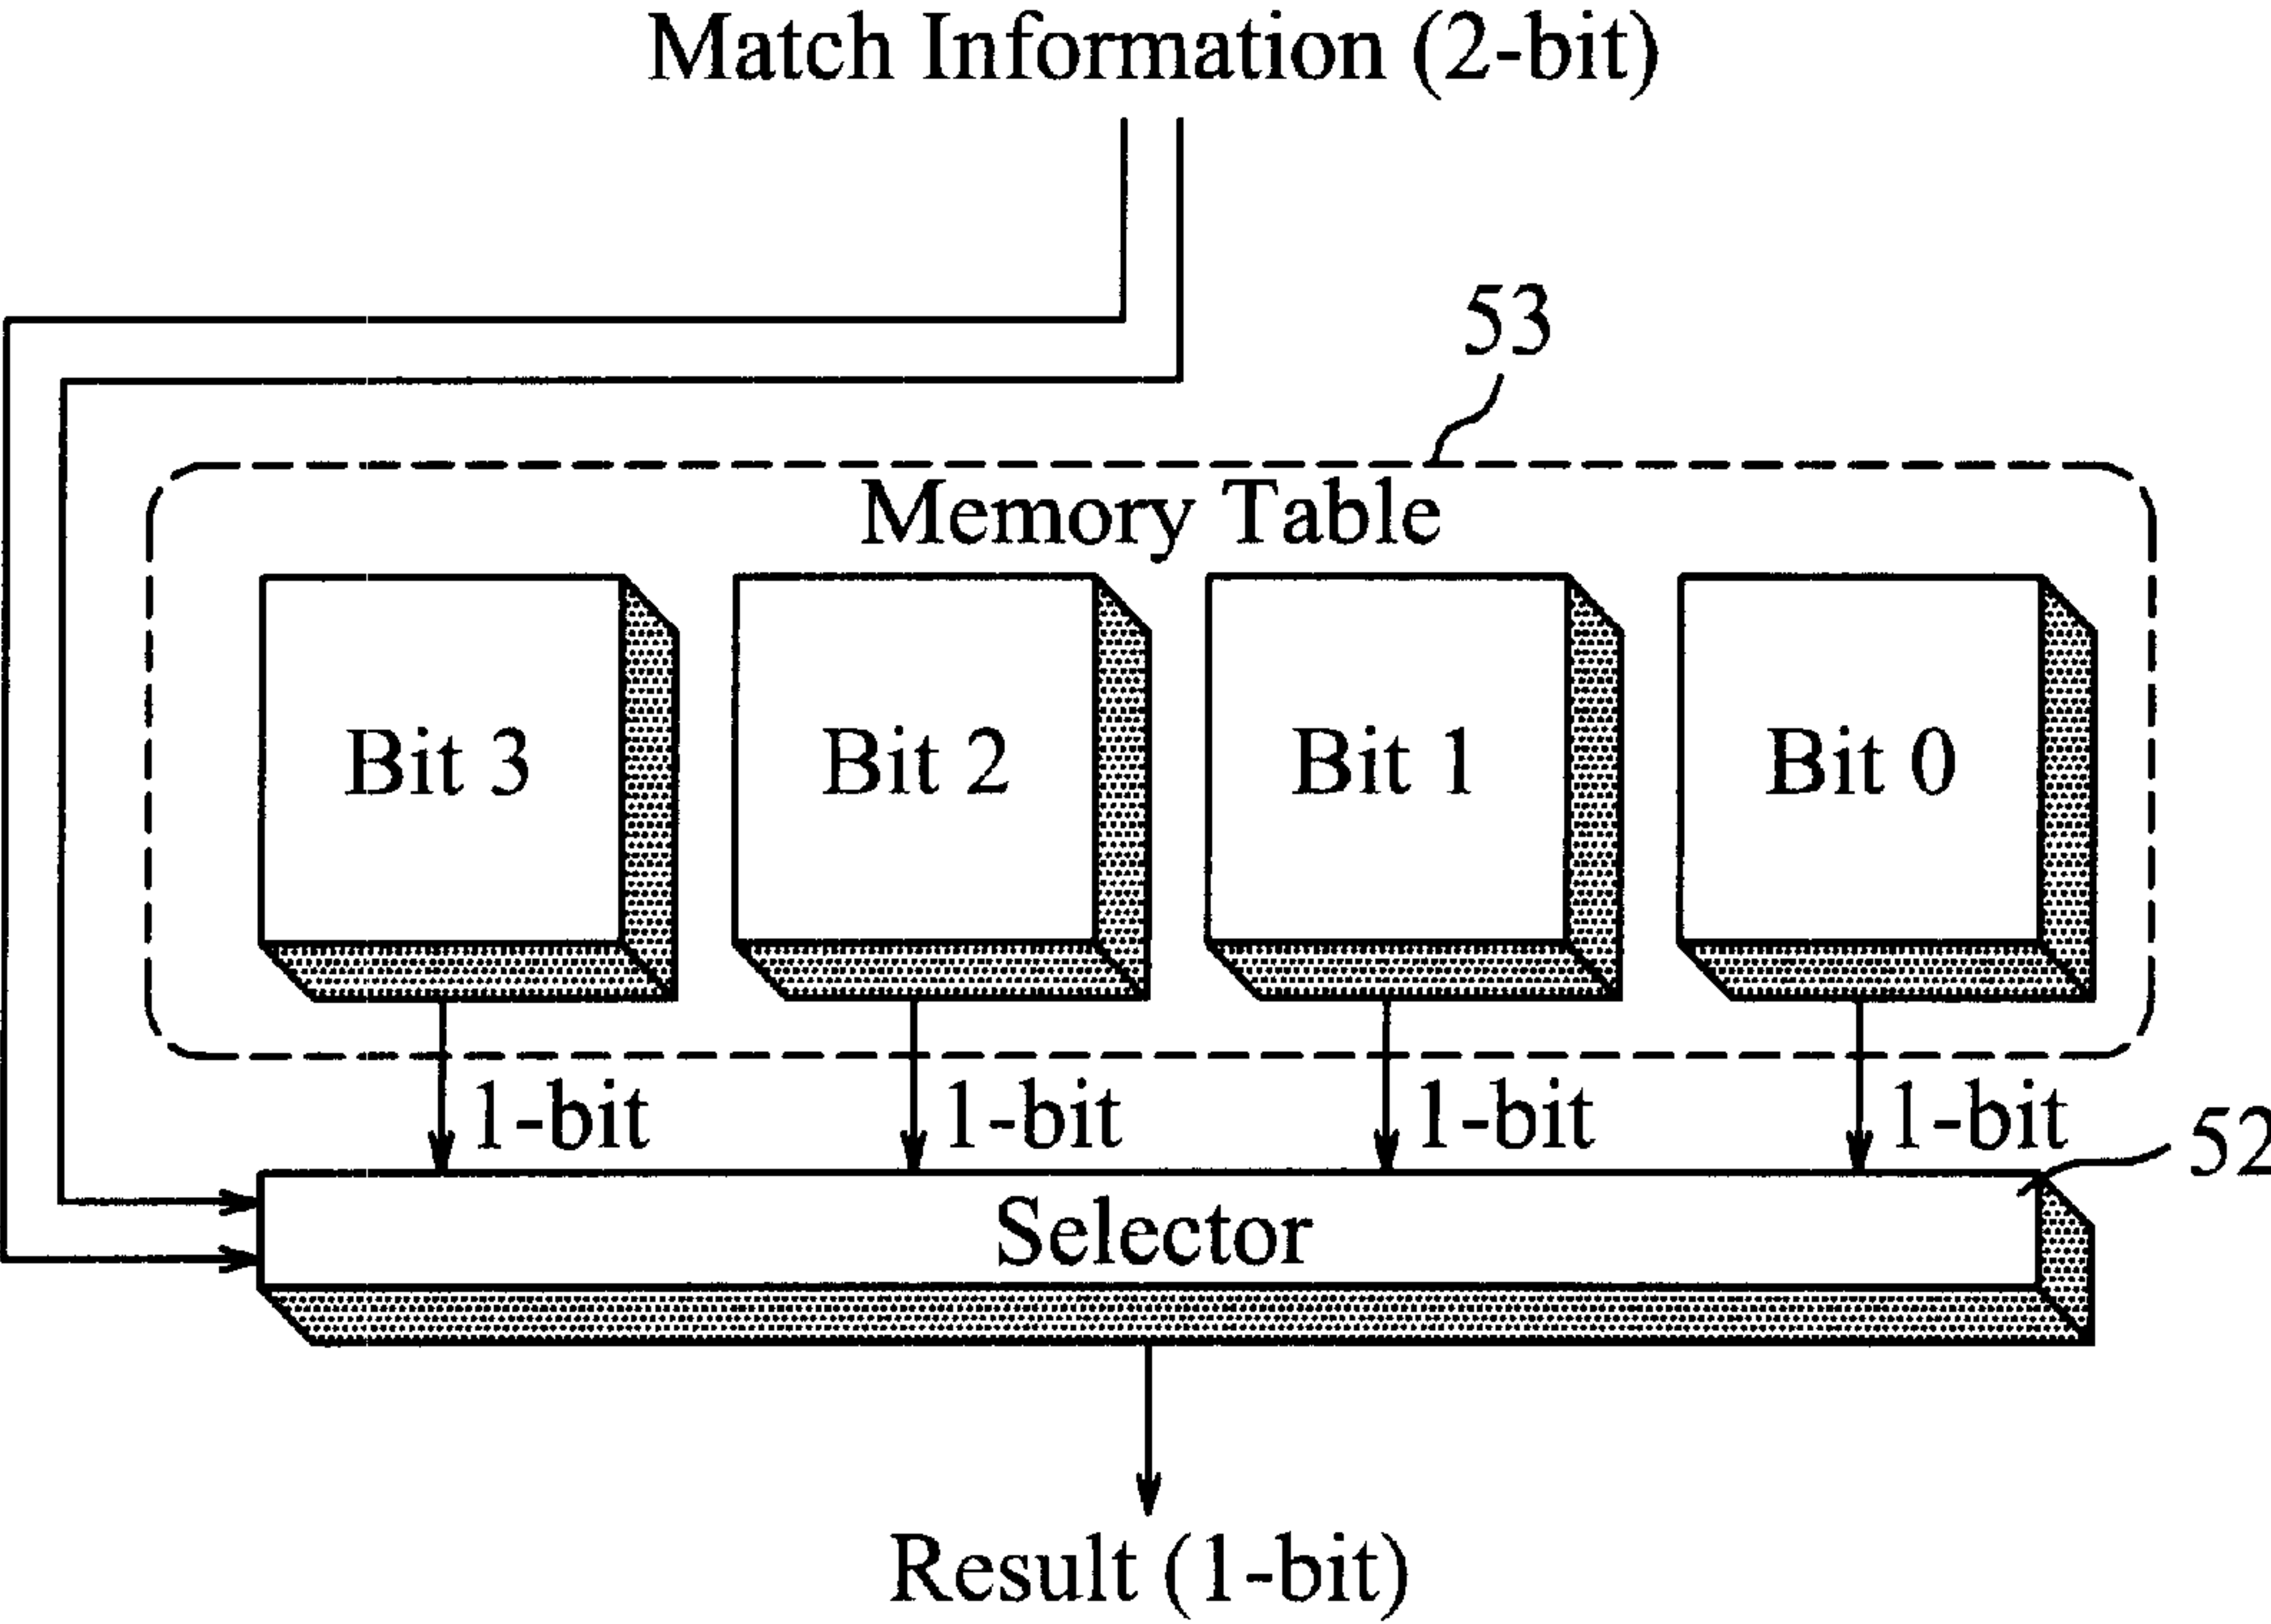 Match Information (2-bit)
53
Memory Table
Bit 3 Bit 2 Bit 1 Bit 0
1-bit 1-bit 1-bit 1-bit
52
Selector
Result (1-bit)